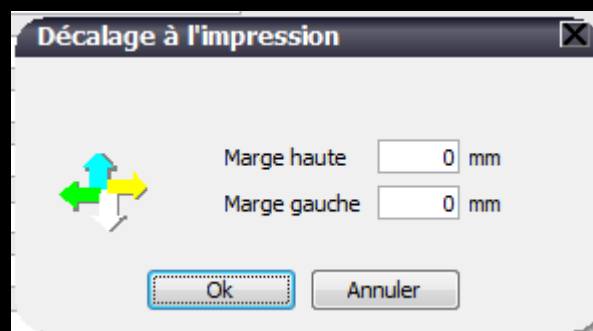 Décalage à l'impression
Marge haute 0 mm
Marge gauche 0 mm
Ok Annuler